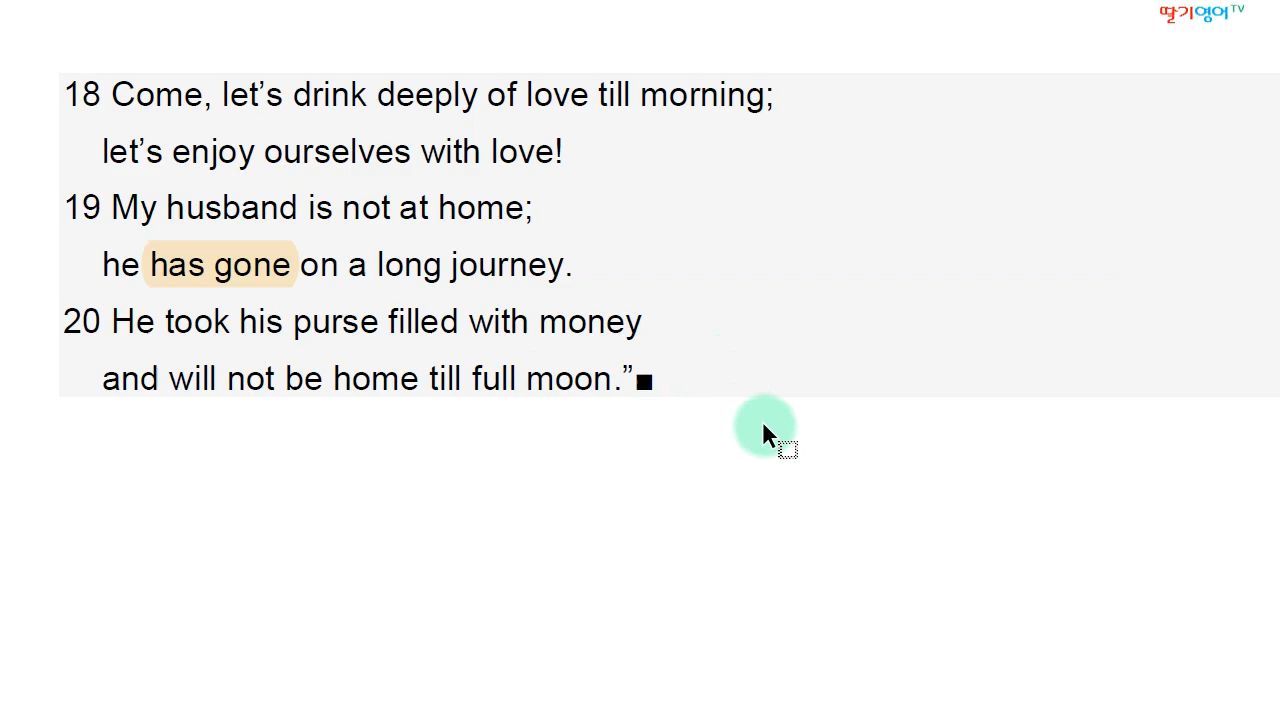 딸기영어TV
18 Come, let’s drink deeply of love till morning;
let’s enjoy ourselves with love!
19 My husband is not at home;
he has gone on a long journey.
20 He took his purse filled with money
and will not be home till full moon.”■